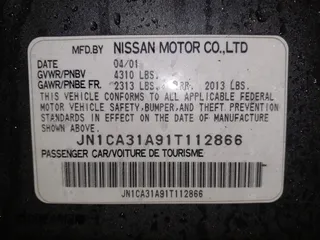 MFD.BY NISSAN MOTOR CO.,LTD
DATE 04/01
GVWR/PNBV 4310 LBS.
GAWR/PNBE FR. 2313 LBS. RR. 2013 LBS.
THIS VEHICLE CONFORMS TO ALL APPLICABLE FEDERAL
MOTOR VEHICLE SAFETY,BUMPER,AND THEFT PREVENTION
STANDARDS IN EFFECT ON THE DATE OF MANUFACTURE
SHOWN ABOVE.
JN1CA31A91T112866
PASSENGER CAR/VOITURE DE TOURISME
JN1CA31A91T112866